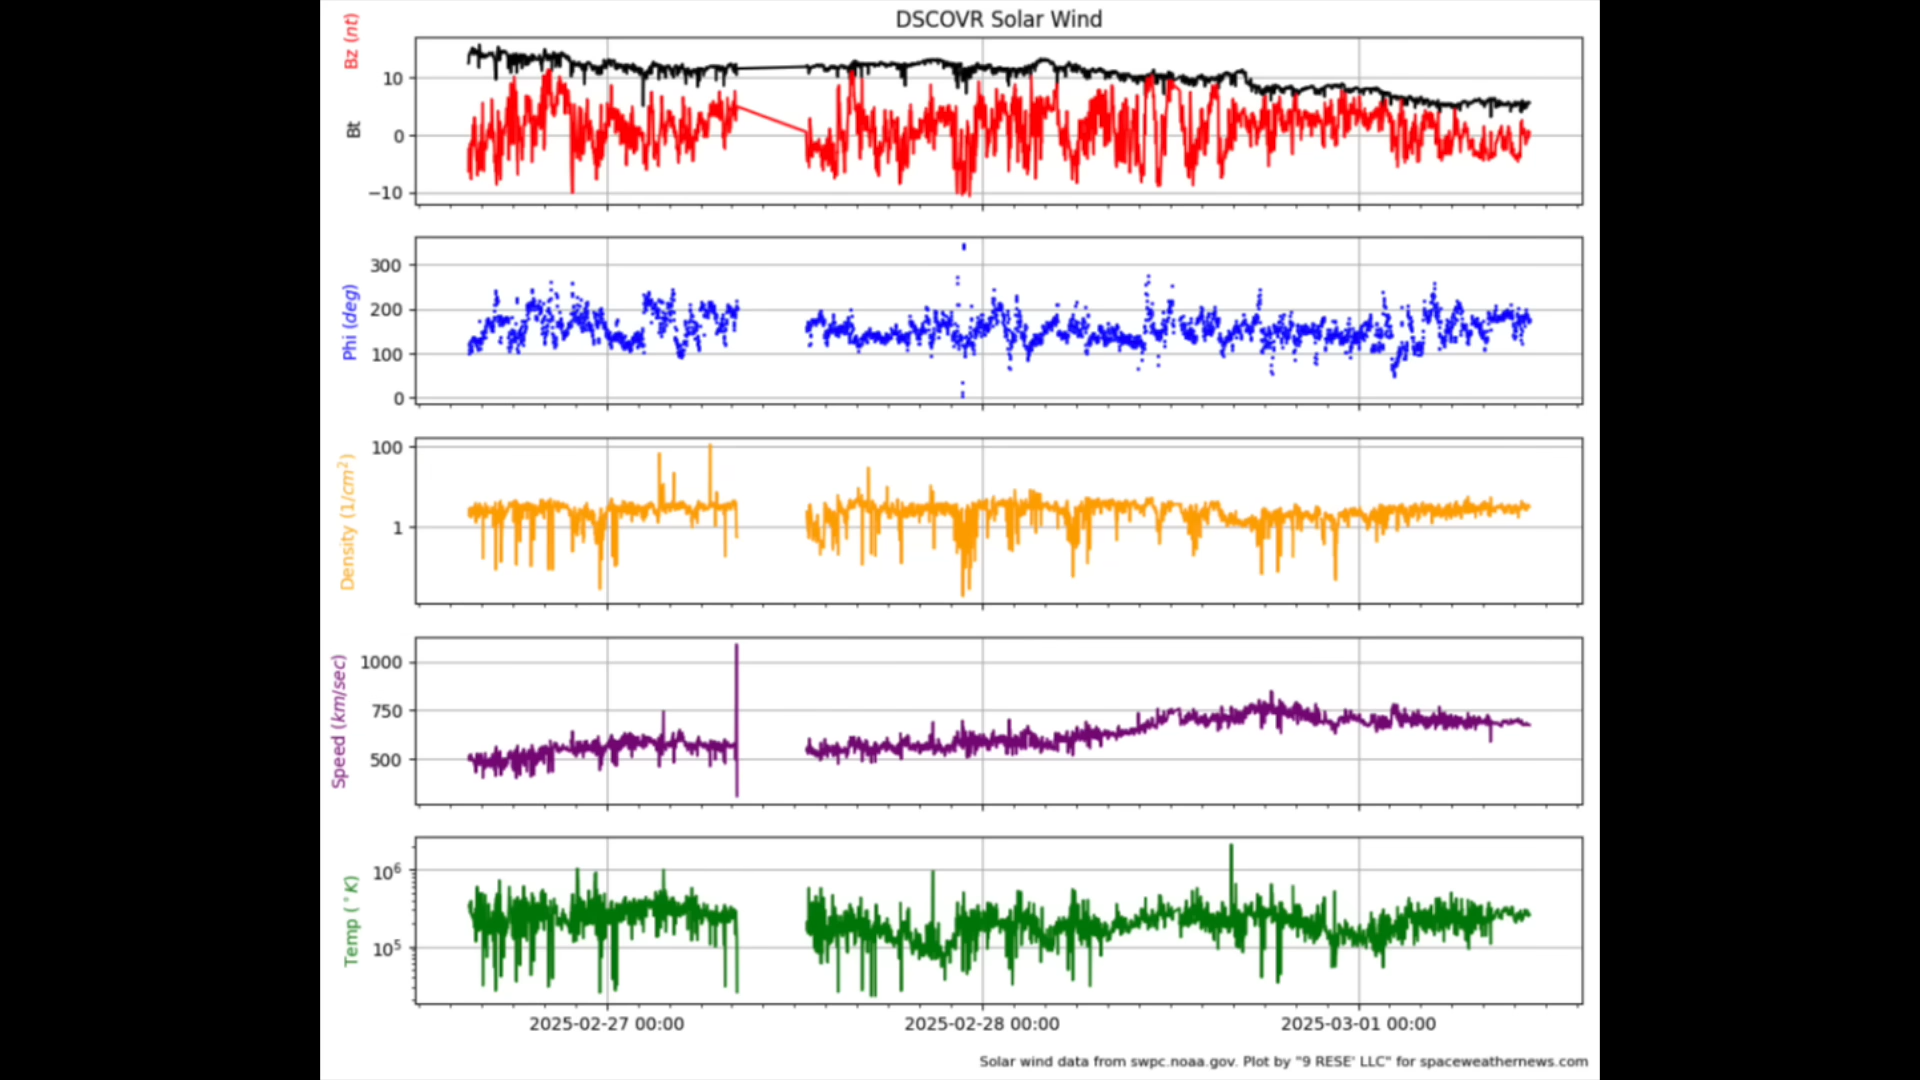 DSCOVR Solar Wind
Bz (nt)
Bt
10
0
−10
Phi (deg)
300
200
100
0
Density (1/cm²)
100
1
Speed (km/sec)
1000
750
500
Temp (°K)
10⁶
10⁵
2025-02-27 00:00
2025-02-28 00:00
2025-03-01 00:00
Solar wind data from swpc.noaa.gov. Plot by "9 RESE' LLC" for spaceweathernews.com